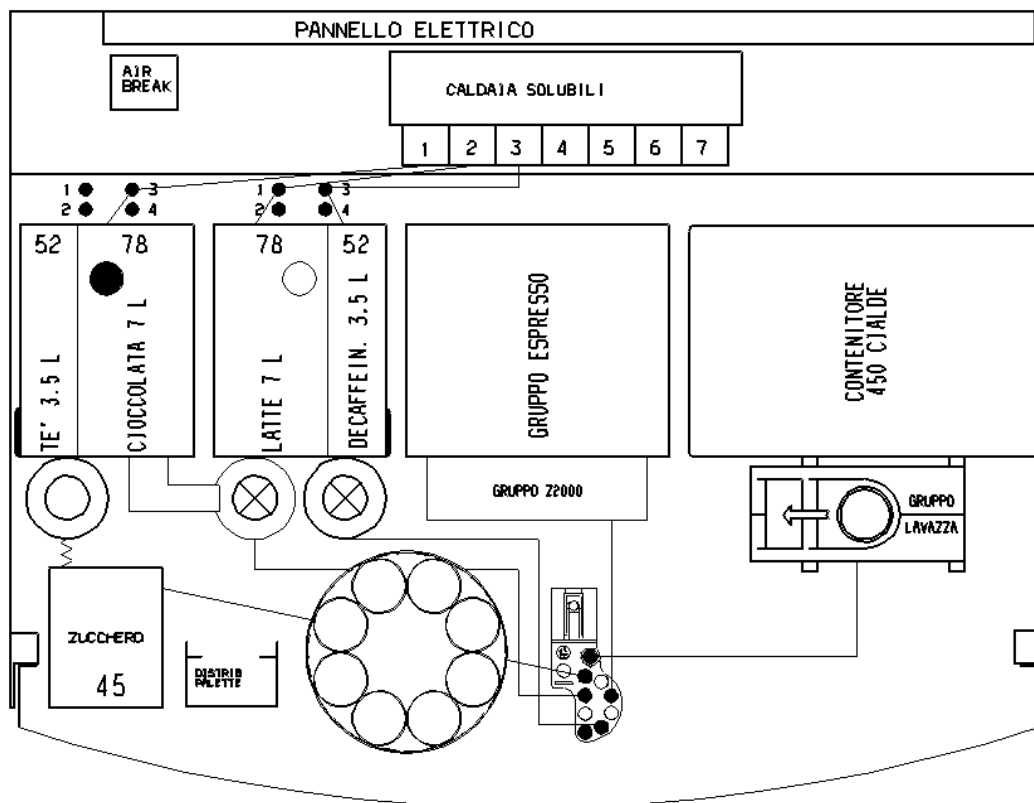 PANNELLO ELETTRICO
AIR
BREAK
CALDAIA SOLUBILI
1 2 3 4 5 6 7
1 3 1 3
2 4 2 4
52 78 78 52
TE' 3.5 L
CIOCCOLATA 7 L
LATTE 7 L
DECAFFEIN. 3.5 L
GRUPPO ESPRESSO
CONTENITORE
450 CIALDE
GRUPPO Z2000
GRUPPO
LAVAZZA
ZUCCHERO
45
DISTRIB
PALETTE